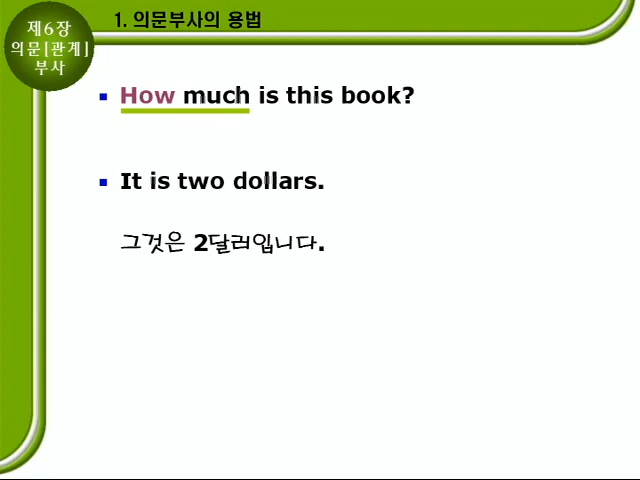 제6장
의문[관계]
부사
1. 의문부사의 용법
How much is this book?
It is two dollars.
그것은 2달러입니다.